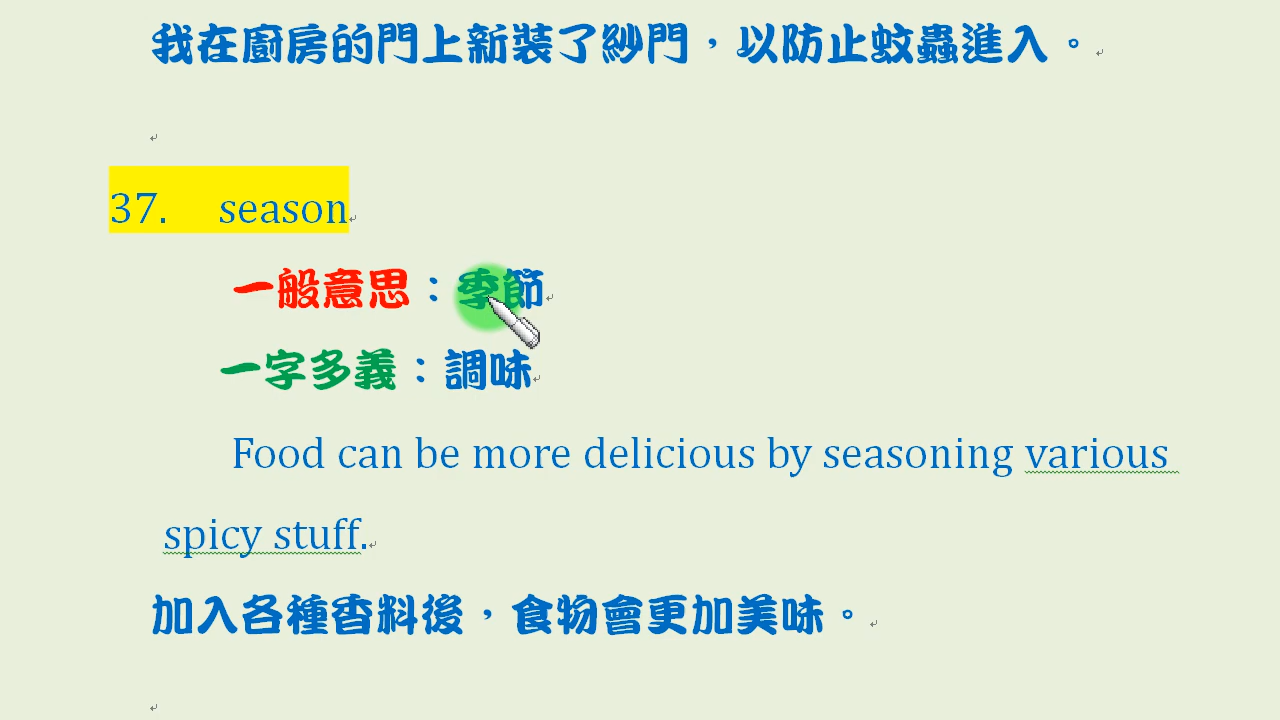 我在廚房的門上新裝了紗門，以防止蚊蟲進入。
37. season
一般意思：季節
一字多義：調味
Food can be more delicious by seasoning various
spicy stuff.
加入各種香料後，食物會更加美味。